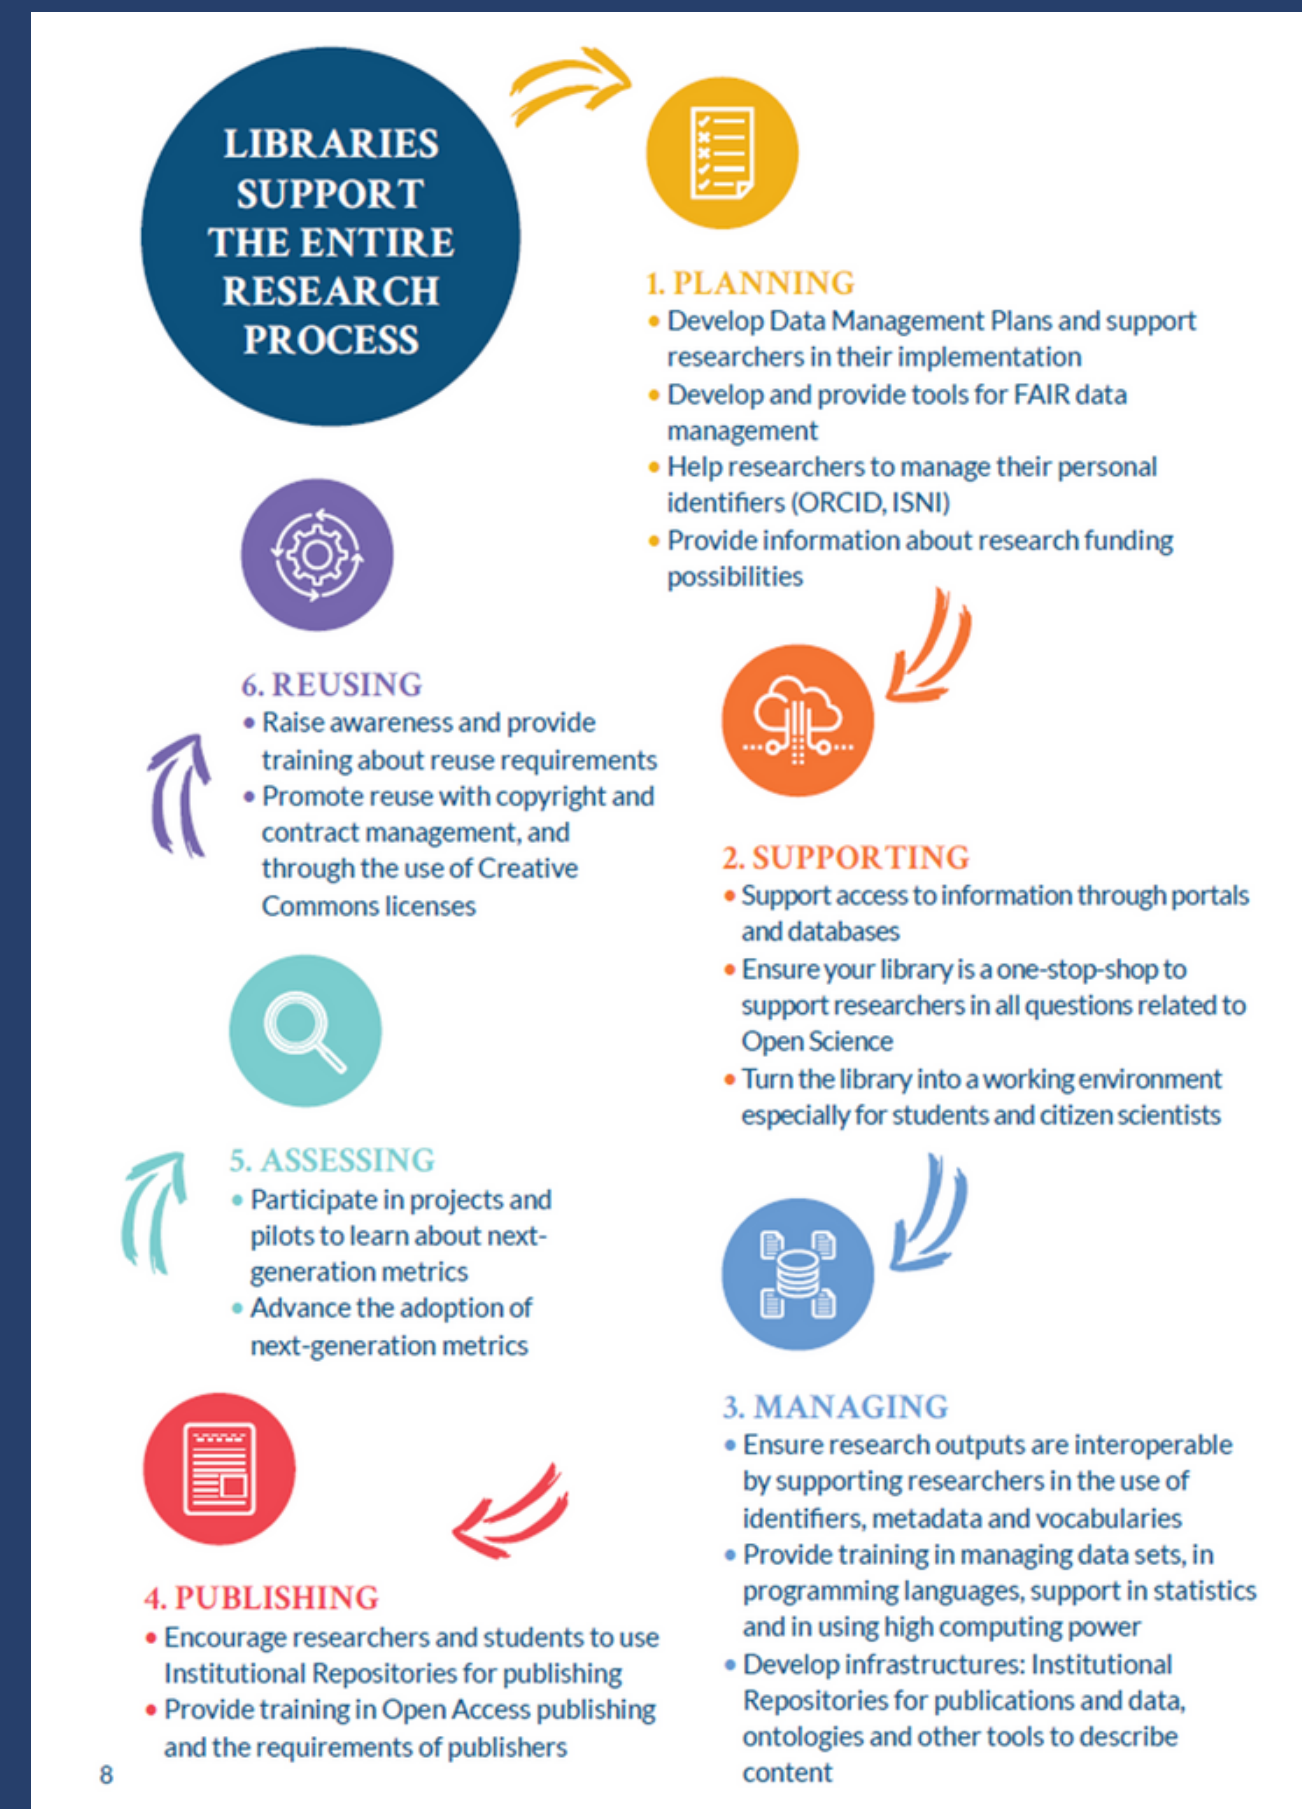 LIBRARIES
SUPPORT
THE ENTIRE
RESEARCH
PROCESS
1. PLANNING
• Develop Data Management Plans and support
researchers in their implementation
• Develop and provide tools for FAIR data
management
• Help researchers to manage their personal
identifiers (ORCID, ISNI)
• Provide information about research funding
possibilities
2. SUPPORTING
• Support access to information through portals
and databases
• Ensure your library is a one-stop-shop to
support researchers in all questions related to
Open Science
• Turn the library into a working environment
especially for students and citizen scientists
3. MANAGING
• Ensure research outputs are interoperable
by supporting researchers in the use of
identifiers, metadata and vocabularies
• Provide training in managing data sets, in
programming languages, support in statistics
and in using high computing power
• Develop infrastructures: Institutional
Repositories for publications and data,
ontologies and other tools to describe
content
4. PUBLISHING
• Encourage researchers and students to use
Institutional Repositories for publishing
• Provide training in Open Access publishing
and the requirements of publishers
5. ASSESSING
• Participate in projects and
pilots to learn about next-
generation metrics
• Advance the adoption of
next-generation metrics
6. REUSING
• Raise awareness and provide
training about reuse requirements
• Promote reuse with copyright and
contract management, and
through the use of Creative
Commons licenses
8